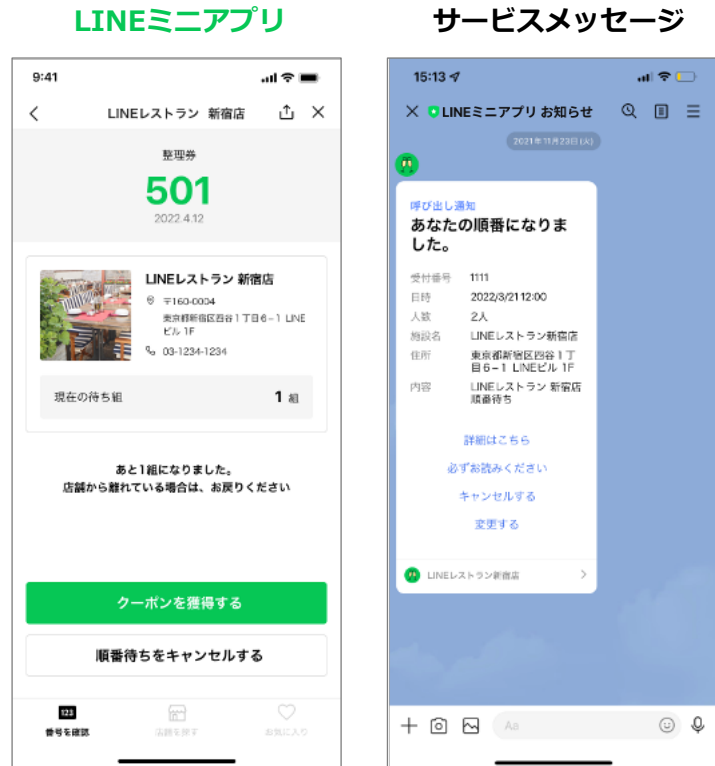 LINEミニアプリ
サービスメッセージ
9:41
LINEレストラン 新宿店
整理券
501
2022.4.12
LINEレストラン 新宿店
〒160-0004
東京都新宿区四谷1丁目6−1 LINE
ビル 1F
03-1234-1234
現在の待ち組
1 組
あと1組になりました。
店舗から離れている場合は、お戻りください
クーポンを獲得する
順番待ちをキャンセルする
123
番号を確認
店舗を探す
お気に入り
15:13
LINEミニアプリ お知らせ
2021年11月23日(火)
呼び出し通知
あなたの順番になりま
した。
受付番号 1111
日時 2022/3/21 12:00
人数 2人
施設名 LINEレストラン新宿店
住所 東京都新宿区四谷1丁
目6−1 LINEビル 1F
内容 LINEレストラン 新宿店
順番待ち
詳細はこちら
必ずお読みください
キャンセルする
変更する
LINEレストラン新宿店
Aa